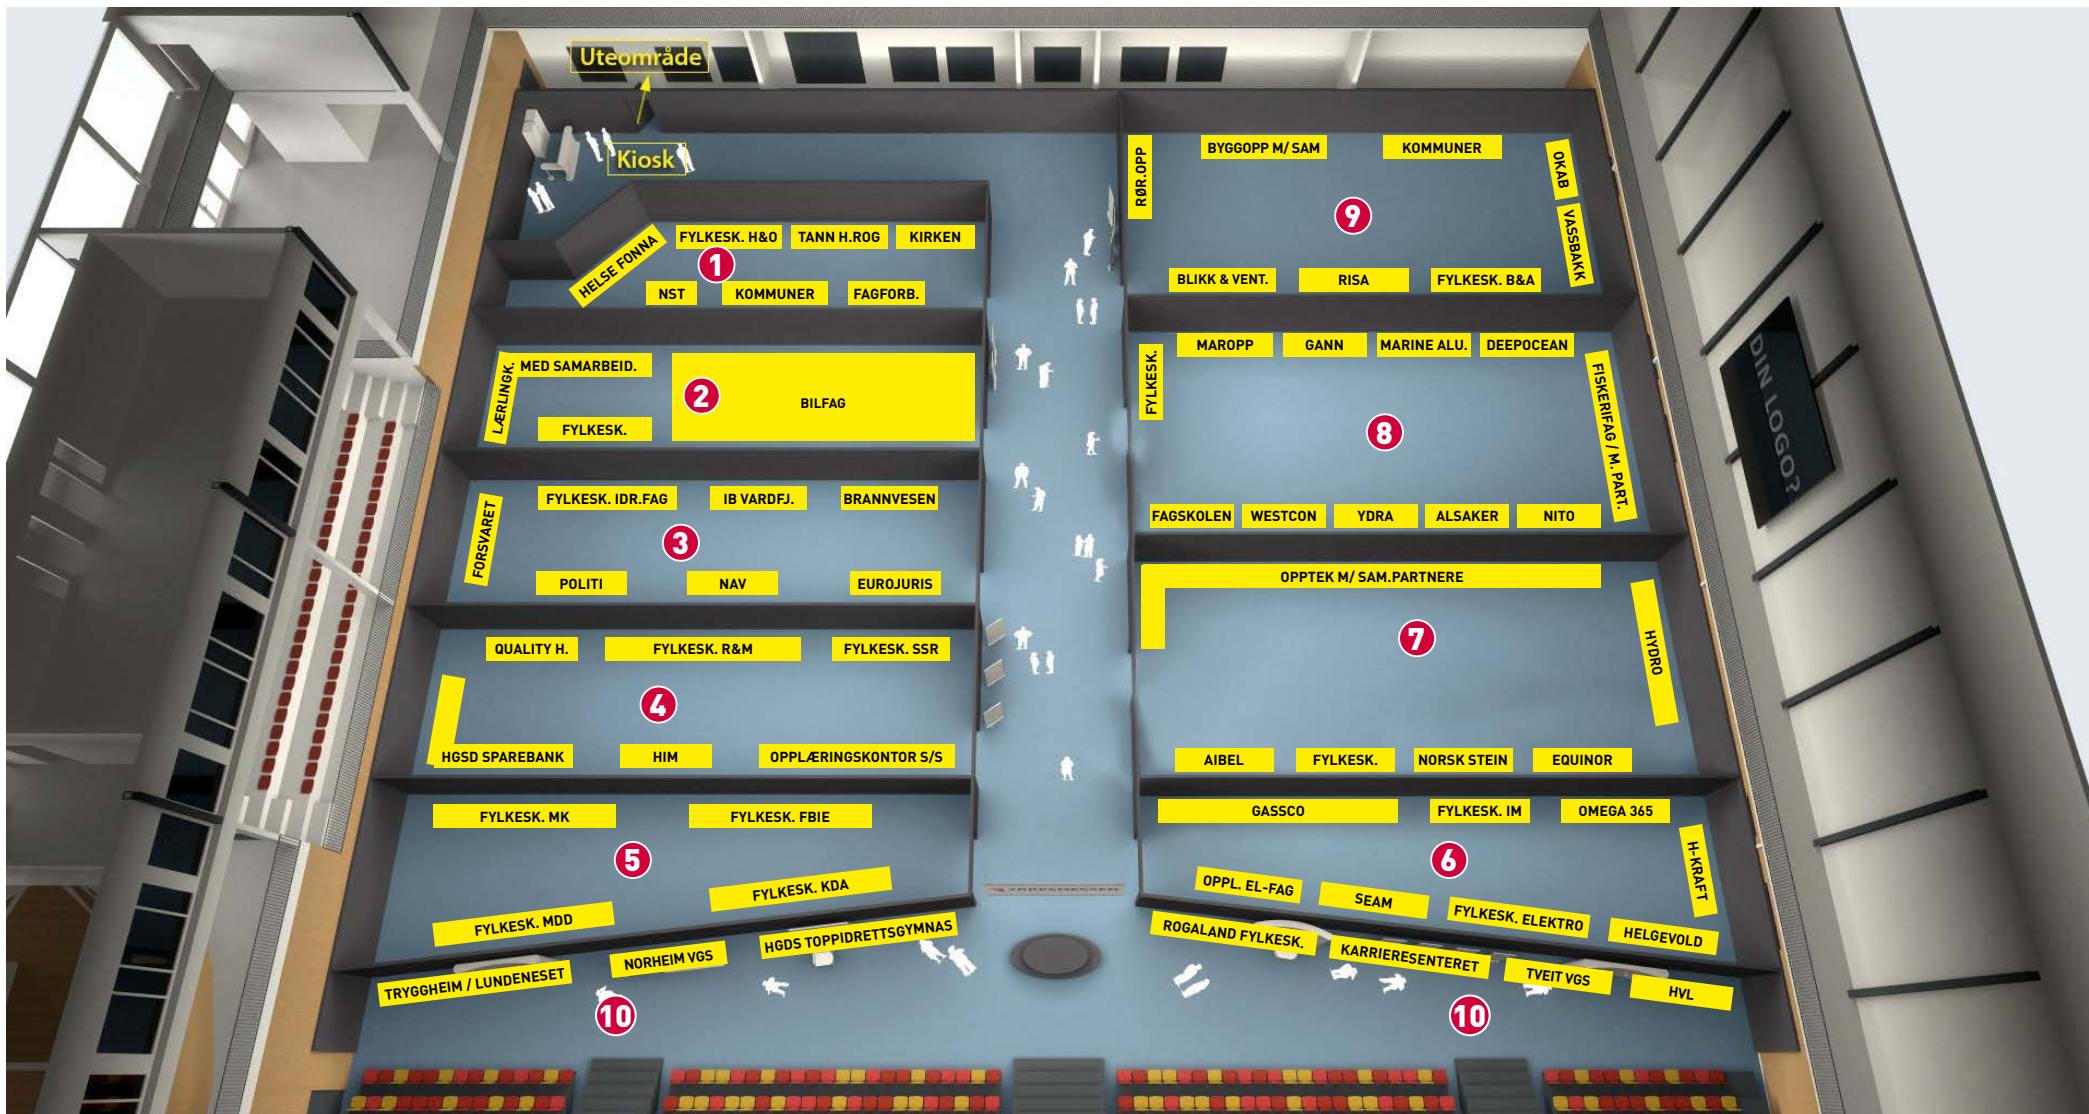 Uteområde
Kiosk
HELSE FONNA
FYLKESK. H&O
TANN H.ROG
KIRKEN
1
NST
KOMMUNER
FAGFORB.
LÆRLINGK.
MED SAMARBEID.
2
BILFAG
FYLKESK.
FORSVARET
FYLKESK. IDR.FAG
IB VARDFJ.
BRANNVESEN
3
POLITI
NAV
EUROJURIS
QUALITY H.
FYLKESK. R&M
FYLKESK. SSR
4
HGSD SPAREBANK
HIM
OPPLÆRINGSKONTOR S/S
FYLKESK. MK
FYLKESK. FBIE
5
FYLKESK. MDD
FYLKESK. KDA
TRYGGHEIM / LUNDENESET
NORHEIM VGS
HGDS TOPPIDRETTSGYMNAS
10
RØR.OPP
BYGGOPP M/ SAM
KOMMUNER
OKAB
VASSBAKK
9
BLIKK & VENT.
RISA
FYLKESK. B&A
FYLKESK.
MAROPP
GANN
MARINE ALU.
DEEPOCEAN
FISKERIFAG / M. PART.
8
FAGSKOLEN
WESTCON
YDRA
ALSAKER
NITO
OPPTEK M/ SAM.PARTNERE
7
HYDRO
AIBEL
FYLKESK.
NORSK STEIN
EQUINOR
GASSCO
FYLKESK. IM
OMEGA 365
H-KRAFT
6
OPPL. EL-FAG
SEAM
FYLKESK. ELEKTRO
HELGEVOLD
ROGALAND FYLKESK.
KARRIERESENTERET
TVEIT VGS
HVL
10
DIN LOGO?